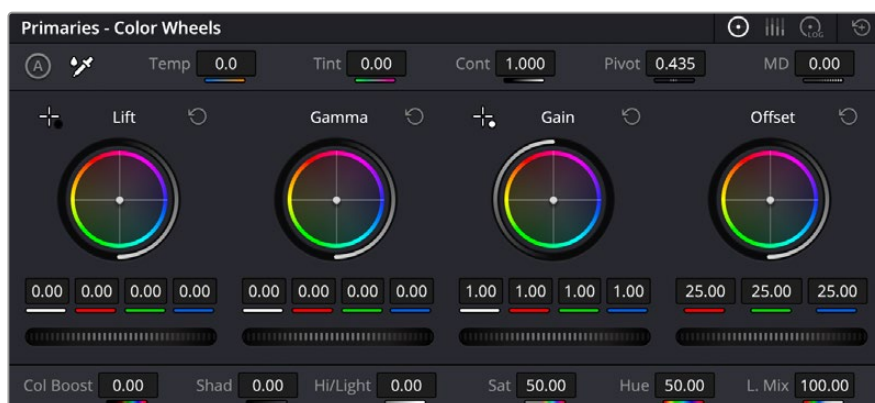 Primaries - Color Wheels
LOG
A Temp 0.0 Tint 0.00 Cont 1.000 Pivot 0.435 MD 0.00
Lift Gamma Gain Offset
0.00 0.00 0.00 0.00 0.00 0.00 0.00 0.00 1.00 1.00 1.00 1.00 25.00 25.00 25.00
Col Boost 0.00 Shad 0.00 Hi/Light 0.00 Sat 50.00 Hue 50.00 L. Mix 100.00